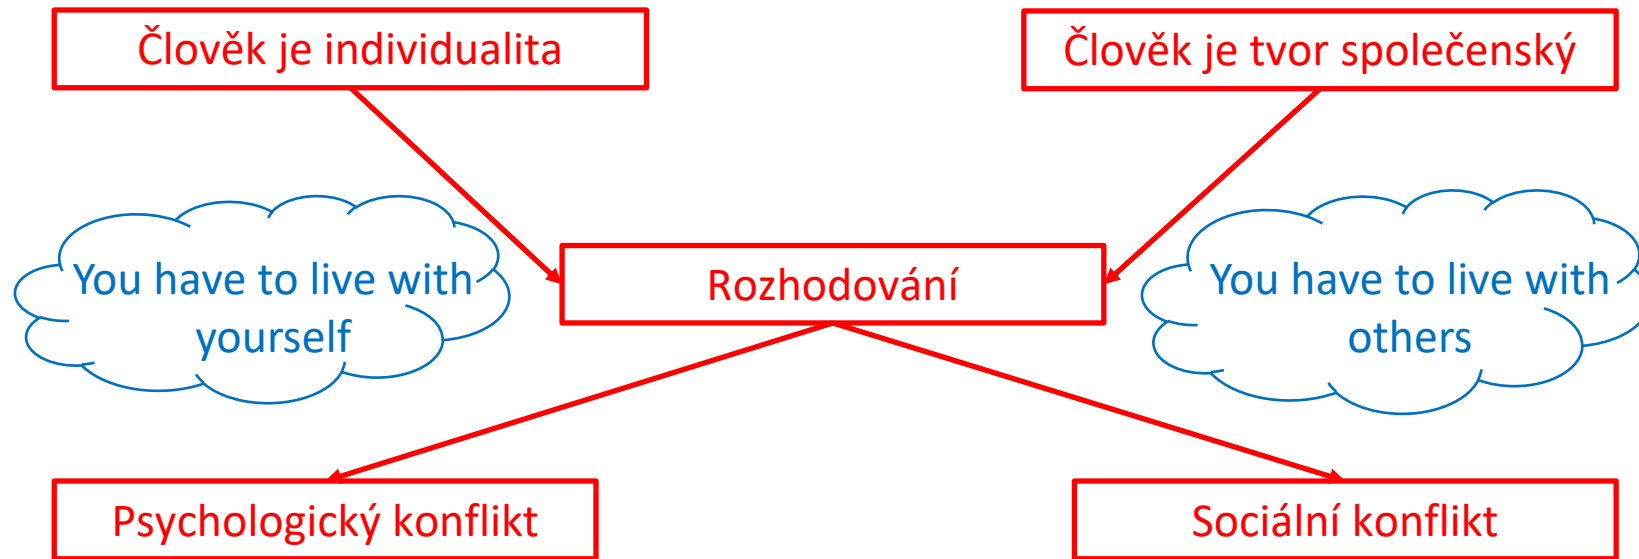 Člověk je individualita
Člověk je tvor společenský
You have to live with
yourself
Rozhodování
You have to live with
others
Psychologický konflikt
Sociální konflikt